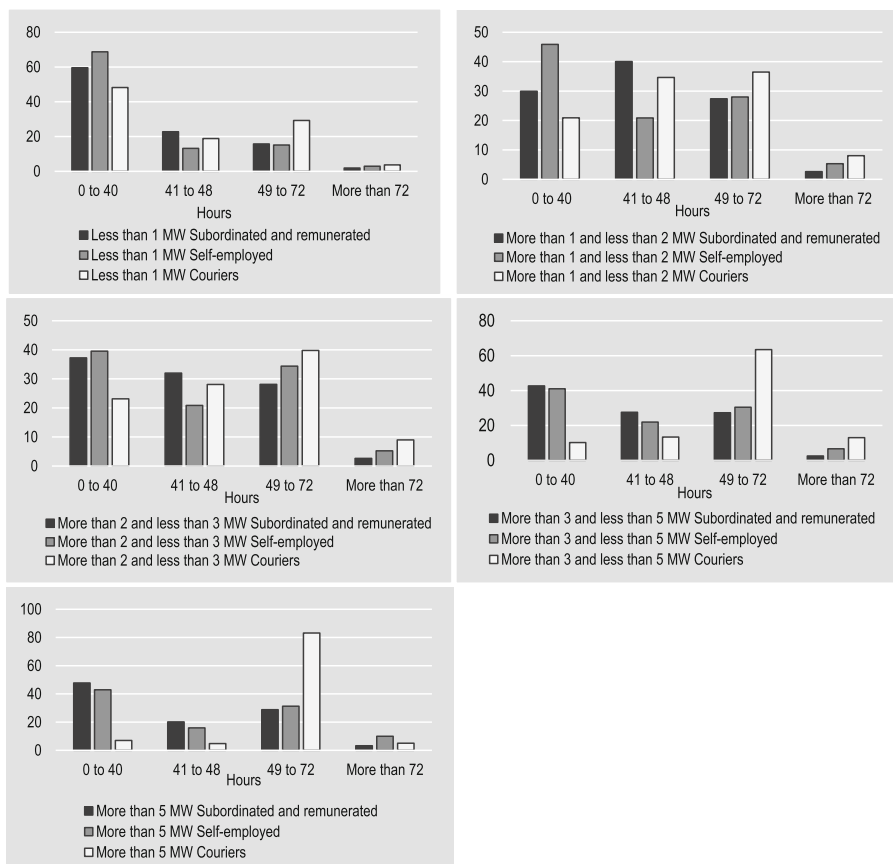 80
60
40
20
0
0 to 40 41 to 48 49 to 72 More than 72
Hours
Less than 1 MW Subordinated and remunerated
Less than 1 MW Self-employed
Less than 1 MW Couriers
50
40
30
20
10
0
0 to 40 41 to 48 49 to 72 More than 72
Hours
More than 1 and less than 2 MW Subordinated and remunerated
More than 1 and less than 2 MW Self-employed
More than 1 and less than 2 MW Couriers
50
40
30
20
10
0
0 to 40 41 to 48 49 to 72 More than 72
Hours
More than 2 and less than 3 MW Subordinated and remunerated
More than 2 and less than 3 MW Self-employed
More than 2 and less than 3 MW Couriers
80
60
40
20
0
0 to 40 41 to 48 49 to 72 More than 72
Hours
More than 3 and less than 5 MW Subordinated and remunerated
More than 3 and less than 5 MW Self-employed
More than 3 and less than 5 MW Couriers
100
80
60
40
20
0
0 to 40 41 to 48 49 to 72 More than 72
Hours
More than 5 MW Subordinated and remunerated
More than 5 MW Self-employed
More than 5 MW Couriers